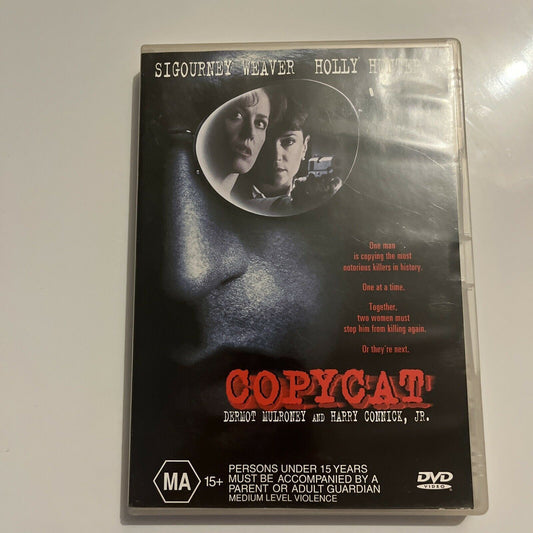 SIGOURNEY WEAVER HOLLY HUNTER
One man
is copying the most
notorious killers in history.
One at a time.
Together,
two women must
stop him from killing again.
Or they're next.
COPYCAT
DERMOT MULRONEY AND HARRY CONNICK, JR.
MA 15+
PERSONS UNDER 15 YEARS
MUST BE ACCOMPANIED BY A
PARENT OR ADULT GUARDIAN
MEDIUM LEVEL VIOLENCE
DVD
VIDEO